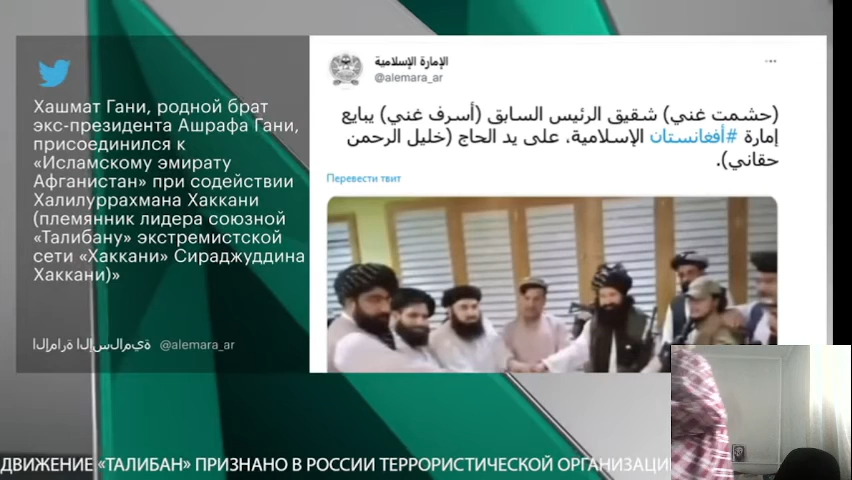 Хашмат Гани, родной брат
экс-президента Ашрафа Гани,
присоединился к
«Исламскому эмирату
Афганистан» при содействии
Халилуррахмана Хаккани
(племянник лидера союзной
«Талибану» экстремистской
сети «Хаккани» Сираджуддина
Хаккани)»
الإمارة الإسلامية @alemara_ar
الإمارة الإسلامية
@alemara_ar
(حشمت غني) شقيق الرئيس السابق (أسرف غني) يبايع
إمارة #أفغانستان الإسلامية، على يد الحاج (خليل الرحمن
حقاني).
Перевести твит
ДВИЖЕНИЕ «ТАЛИБАН» ПРИЗНАНО В РОССИИ ТЕРРОРИСТИЧЕСКОЙ ОРГАНИЗАЦИ